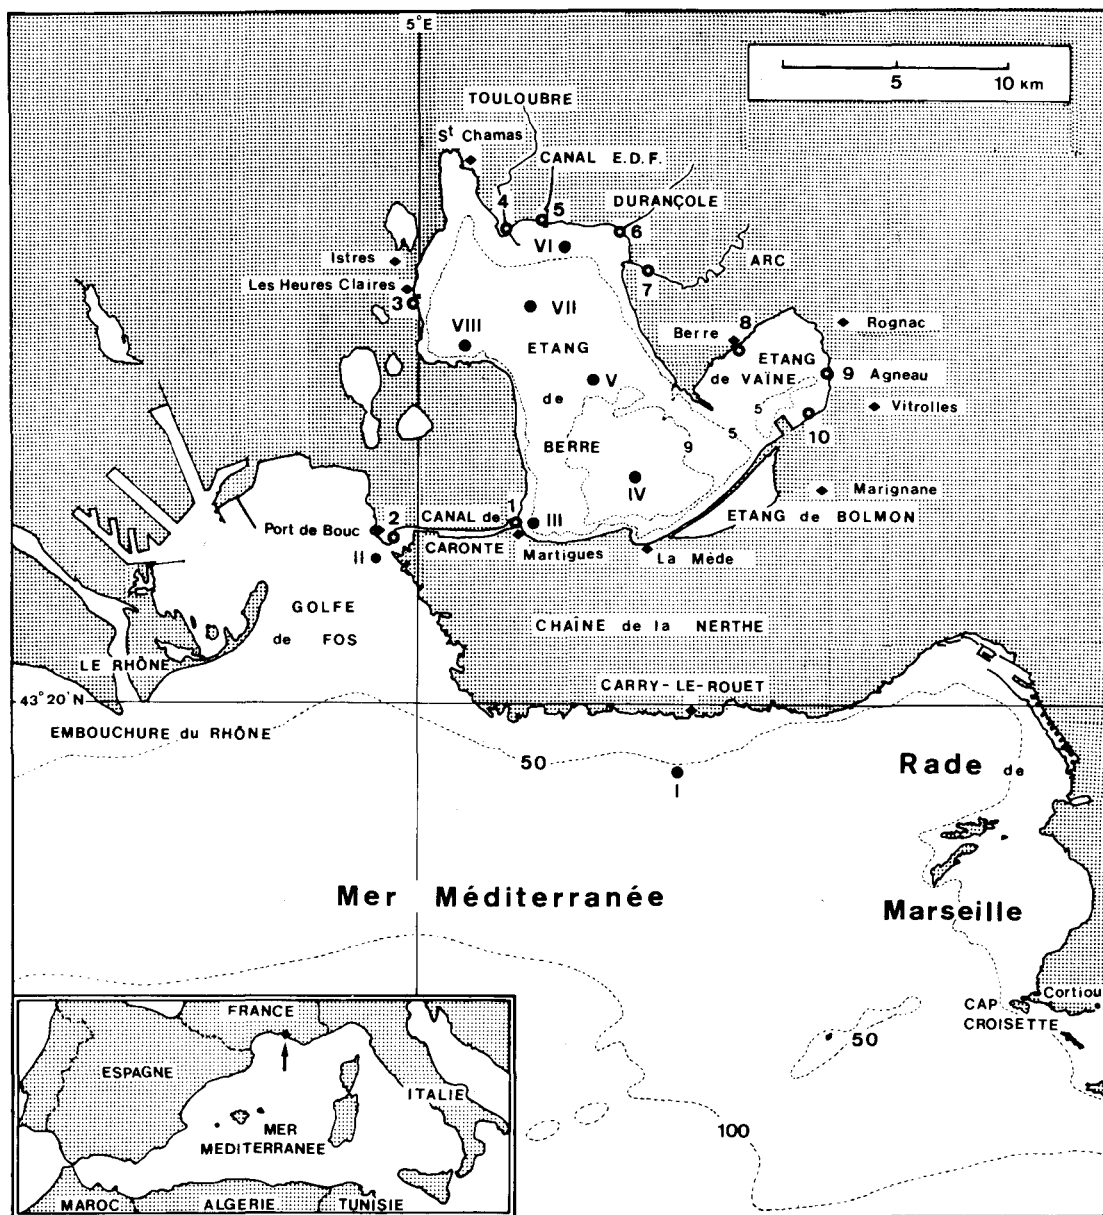 5°E
5 10 KM
TOULOUBRE
St Chamas
CANAL E.D.F.
4
5
DURANÇOLE
6
VI
ARC
7
Istres
Les Heures Claires
3
VII
8
Rognac
Berre
VIII
ETANG
ETANG
de VAÏNE
9 Agneau
V
de
5
Vitrolles
5
10
BERRE
9
IV
Marignane
1
CANAL de
III
ETANG de BOLMON
Port de Bouc
2
CARONTE
Martigues
La Mède
II
GOLFE
de FOS
CHAÎNE de la NERTHE
LE RHÔNE
CARRY-LE-ROUET
43°20'N
EMBOUCHURE du RHÔNE
50
I
Rade de
Mer Méditerranée
Marseille
Cortiou
CAP
CROISETTE
50
100
FRANCE
ESPAGNE
ITALIE
MER
MEDITERRANÉE
MAROC
ALGERIE
TUNISIE